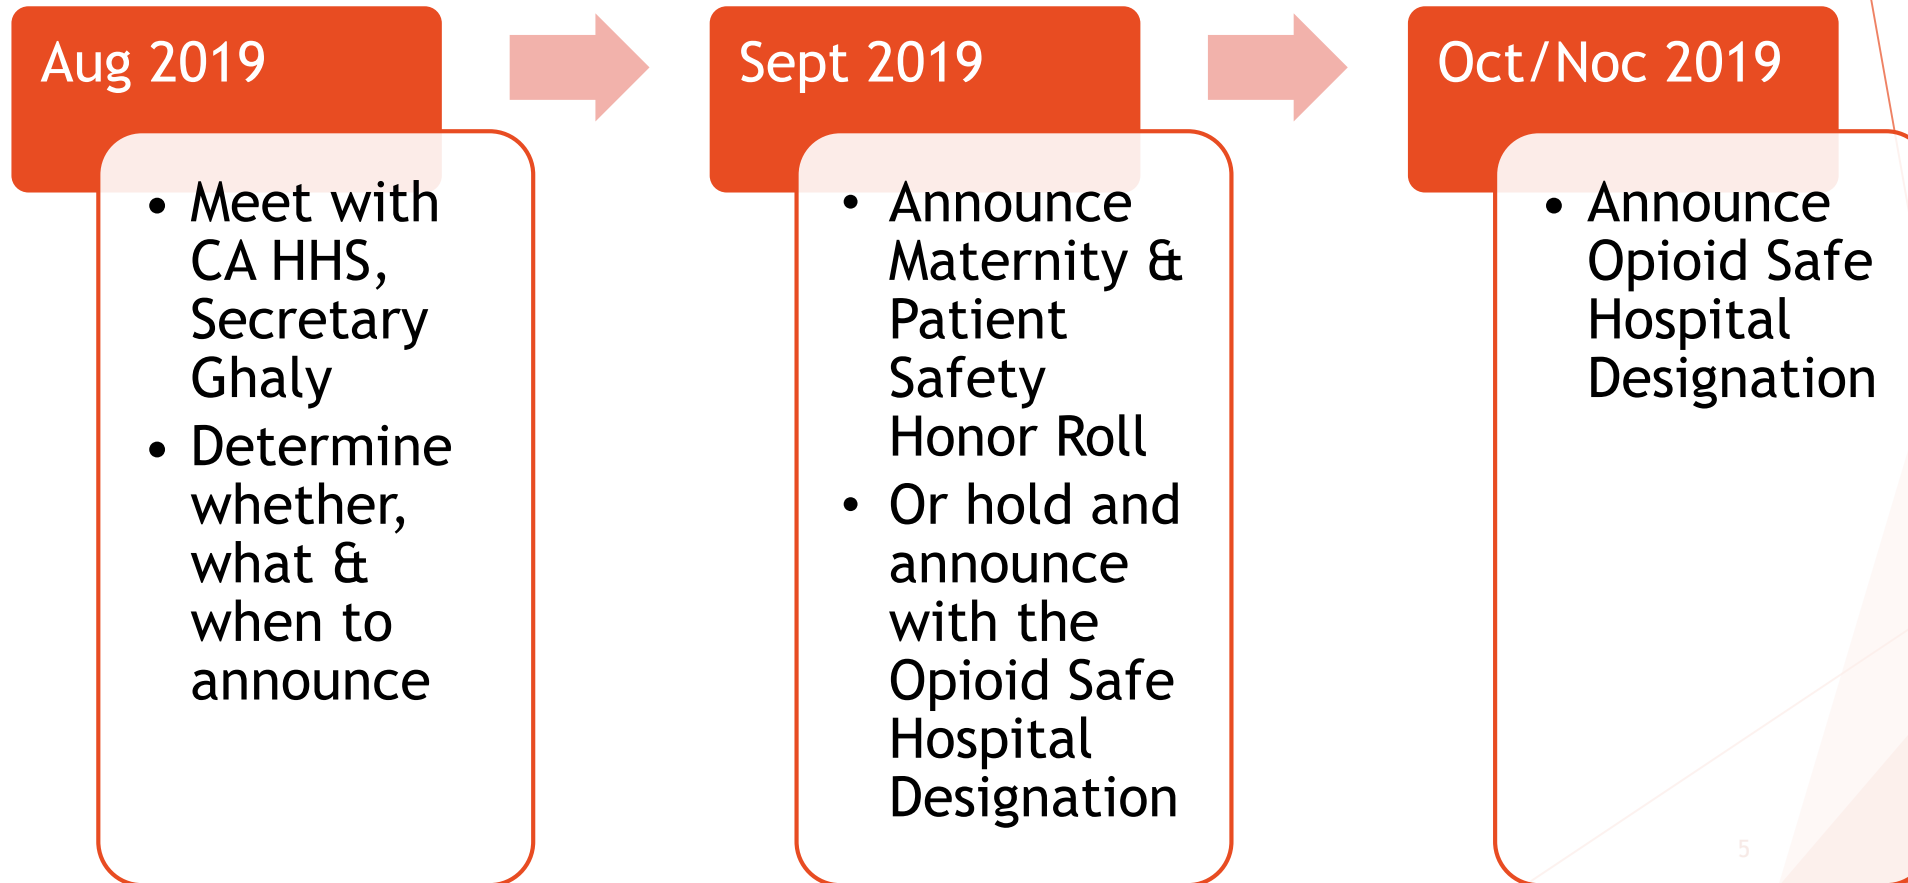 Aug 2019
• Meet with
CA HHS,
Secretary
Ghaly
• Determine
whether,
what &
when to
announce
Sept 2019
• Announce
Maternity &
Patient
Safety
Honor Roll
• Or hold and
announce
with the
Opioid Safe
Hospital
Designation
Oct/Noc 2019
• Announce
Opioid Safe
Hospital
Designation
5